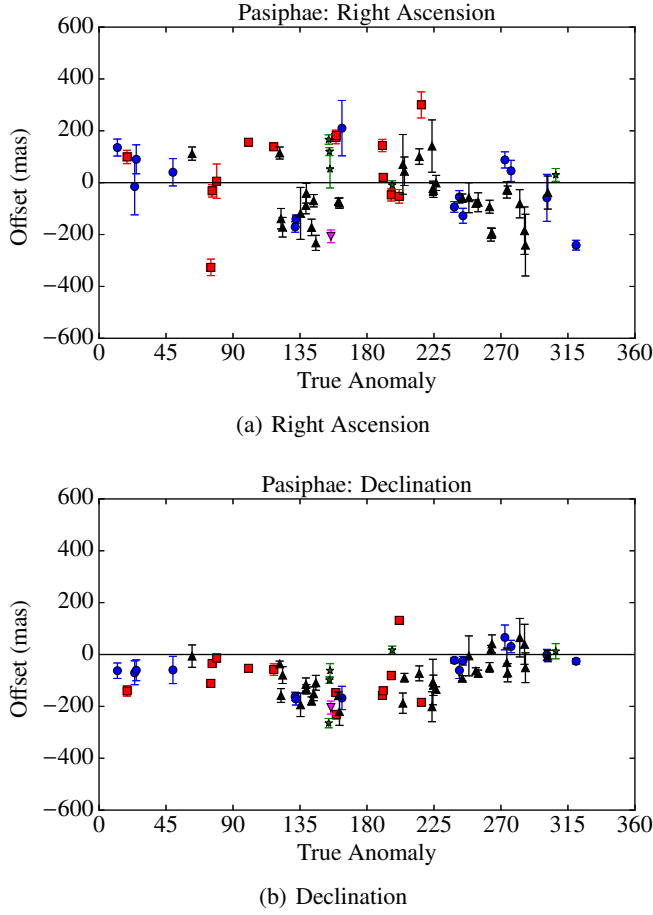 Pasiphae: Right Ascension
600
400
200
0
−200
−400
−600
Offset (mas)
0 45 90 135 180 225 270 315 360
True Anomaly
(a) Right Ascension
Pasiphae: Declination
600
400
200
0
−200
−400
−600
Offset (mas)
0 45 90 135 180 225 270 315 360
True Anomaly
(b) Declination